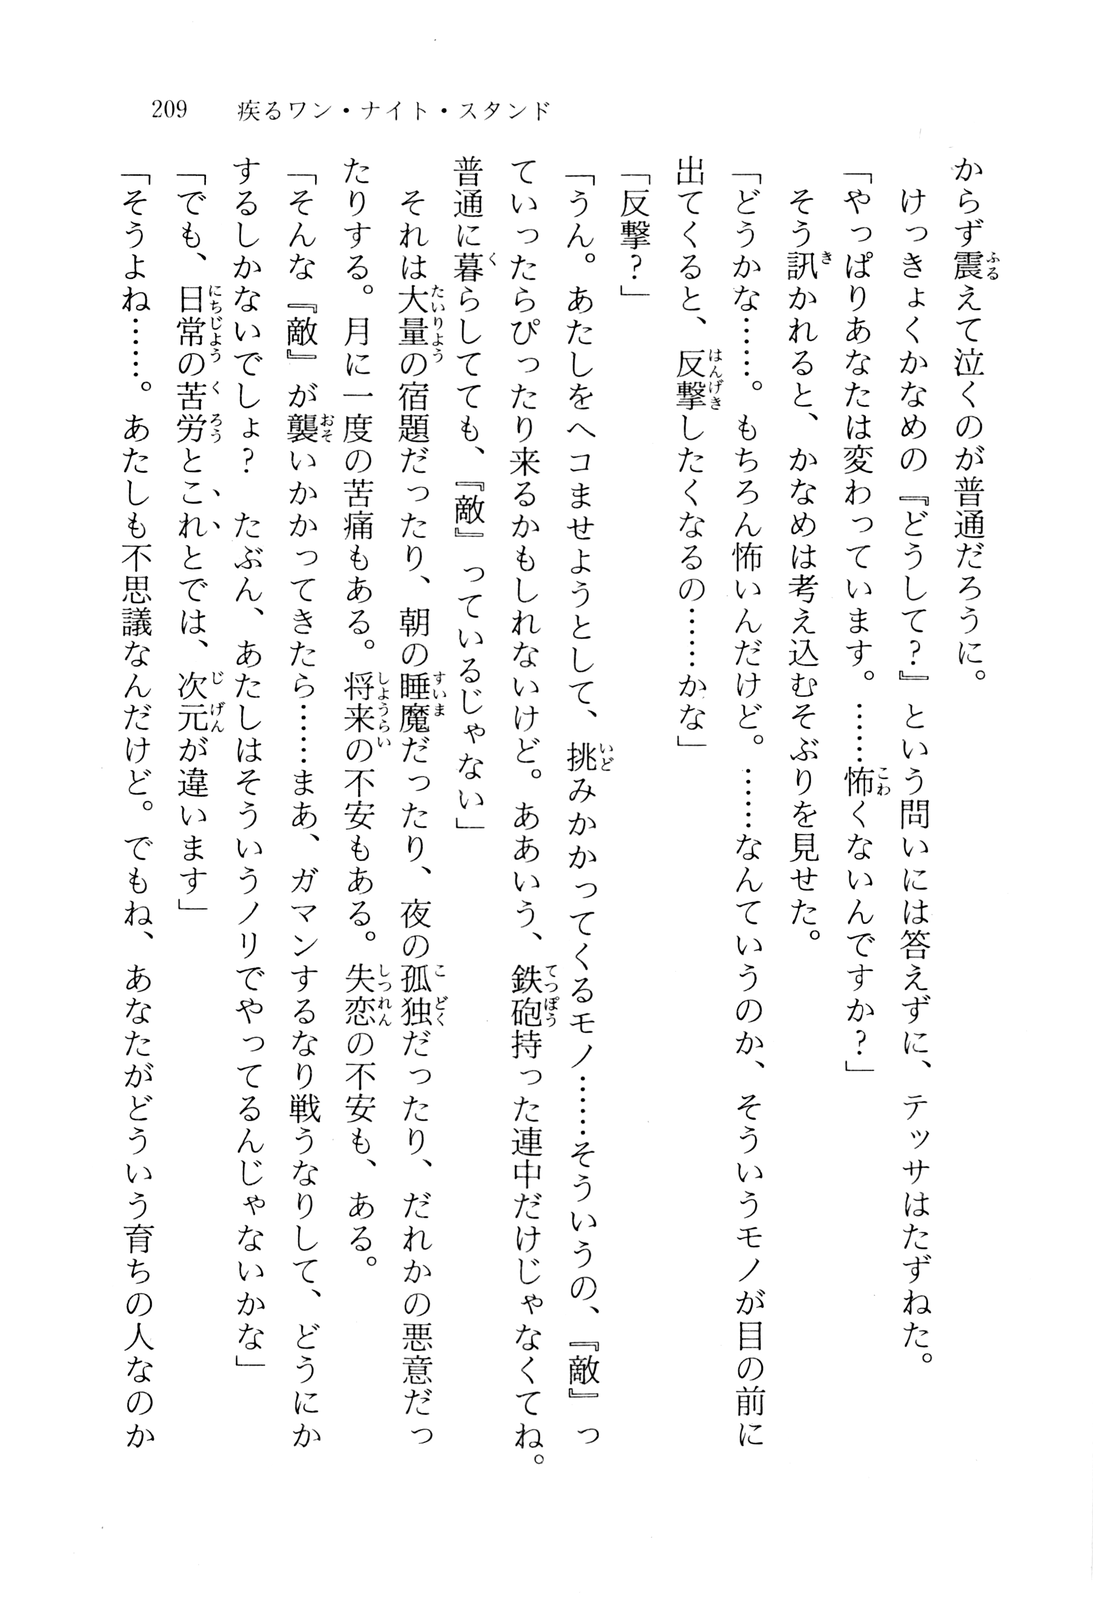 209　疾るワン・ナイト・スタンド
からず震えて泣くのが普通だろうに。
　けっきょくかなめの『どうして？』という問いには答えずに、テッサはたずねた。
「やっぱりあなたは変わっています。……怖くないんですか？」
　そう訊かれると、かなめは考え込むそぶりを見せた。
「どうかな……。もちろん怖いんだけど。……なんていうのか、そういうモノが目の前に
出てくると、反撃したくなるの……かな」
「反撃？」
「うん。あたしをヘコませようとして、挑みかかってくるモノ……そういうの、『敵』っ
ていったらぴったり来るかもしれないけど。ああいう、鉄砲持った連中だけじゃなくてね。
普通に暮らしてても、『敵』っているじゃない」
　それは大量の宿題だったり、朝の睡魔だったり、夜の孤独だったり、だれかの悪意だっ
たりする。月に一度の苦痛もある。将来の不安もある。失恋の不安も、ある。
「そんな『敵』が襲いかかってきたら……まあ、ガマンするなり戦うなりして、どうにか
するしかないでしょ？　たぶん、あたしはそういうノリでやってるんじゃないかな」
「でも、日常の苦労とこれとでは、次元が違います」
「そうよね……。あたしも不思議なんだけど。でもね、あなたがどういう育ちの人なのか